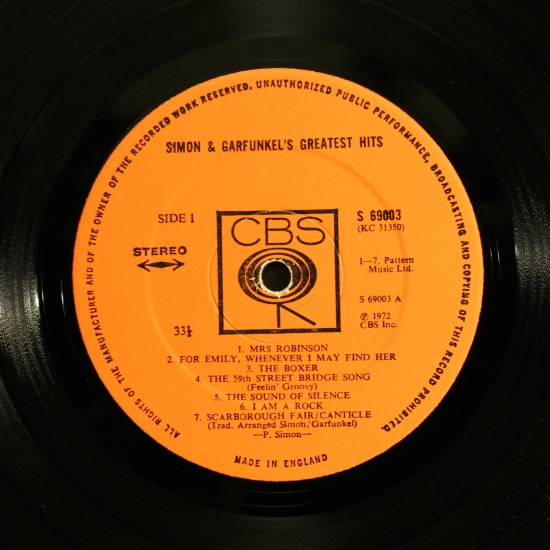 ALL RIGHTS OF THE MANUFACTURER AND OF THE OWNER OF THE RECORDED WORK RESERVED. UNAUTHORIZED PUBLIC PERFORMANCE, BROADCASTING AND COPYING OF THIS RECORD PROHIBITED.
SIMON & GARFUNKEL'S GREATEST HITS
SIDE 1
S 69003
CBS
(KC 31350)
STEREO
1—7. Pattern
Music Ltd.
S 69003 A
33⅓
℗ 1972
CBS Inc.
1. MRS ROBINSON
2. FOR EMILY, WHENEVER I MAY FIND HER
3. THE BOXER
4. THE 59th STREET BRIDGE SONG
(Feelin' Groovy)
5. THE SOUND OF SILENCE
6. I AM A ROCK
7. SCARBOROUGH FAIR/CANTICLE
(Trad. Arranged Simon/Garfunkel)
—P. Simon—
MADE IN ENGLAND